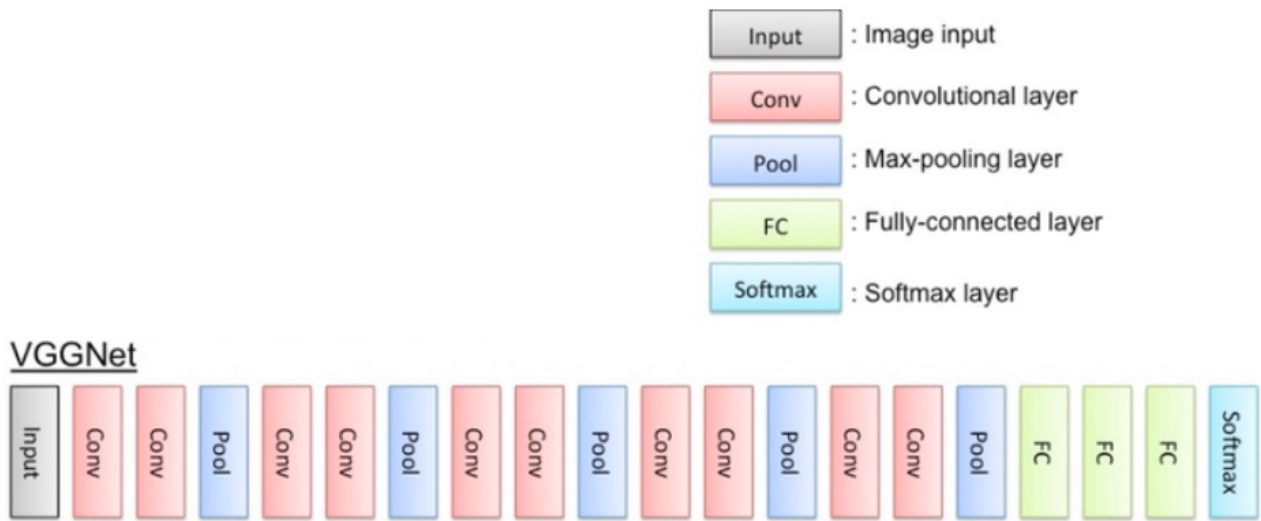 Input : Image input
Conv : Convolutional layer
Pool : Max-pooling layer
FC : Fully-connected layer
Softmax : Softmax layer
VGGNet
Input Conv Conv Pool Conv Conv Pool Conv Conv Pool Conv Conv Pool Conv Conv Pool FC FC FC Softmax